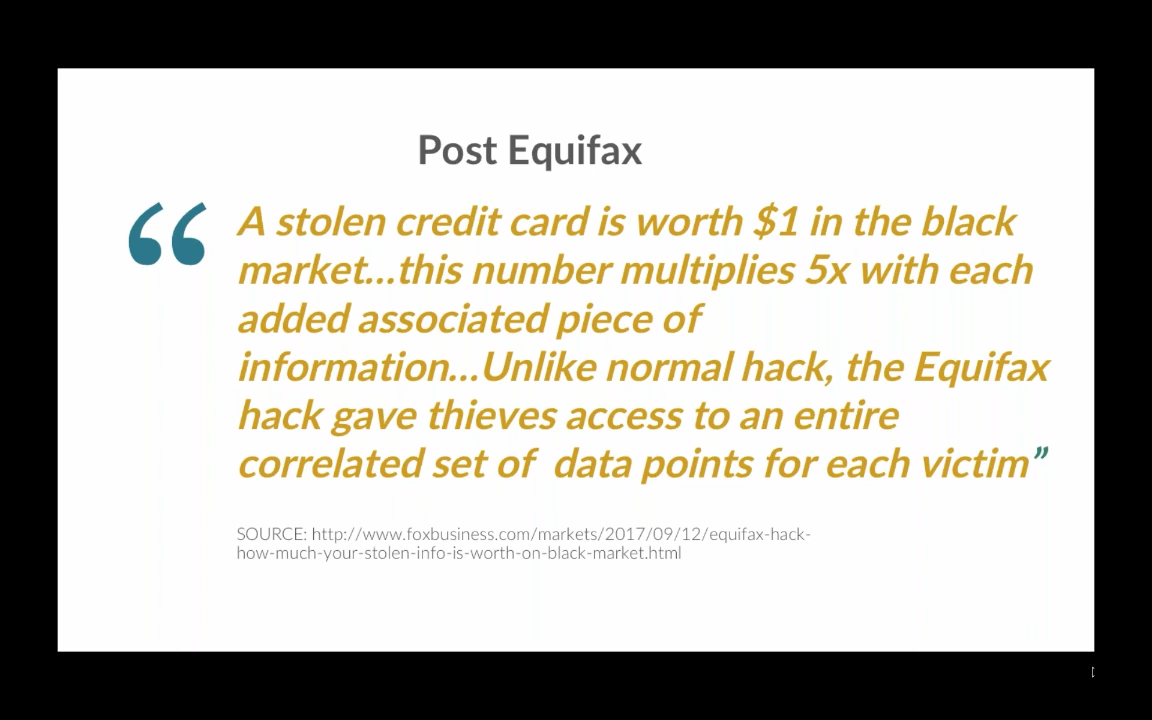 Post Equifax
“ A stolen credit card is worth $1 in the black
market...this number multiplies 5x with each
added associated piece of
information...Unlike normal hack, the Equifax
hack gave thieves access to an entire
correlated set of  data points for each victim”
SOURCE: http://www.foxbusiness.com/markets/2017/09/12/equifax-hack-
how-much-your-stolen-info-is-worth-on-black-market.html